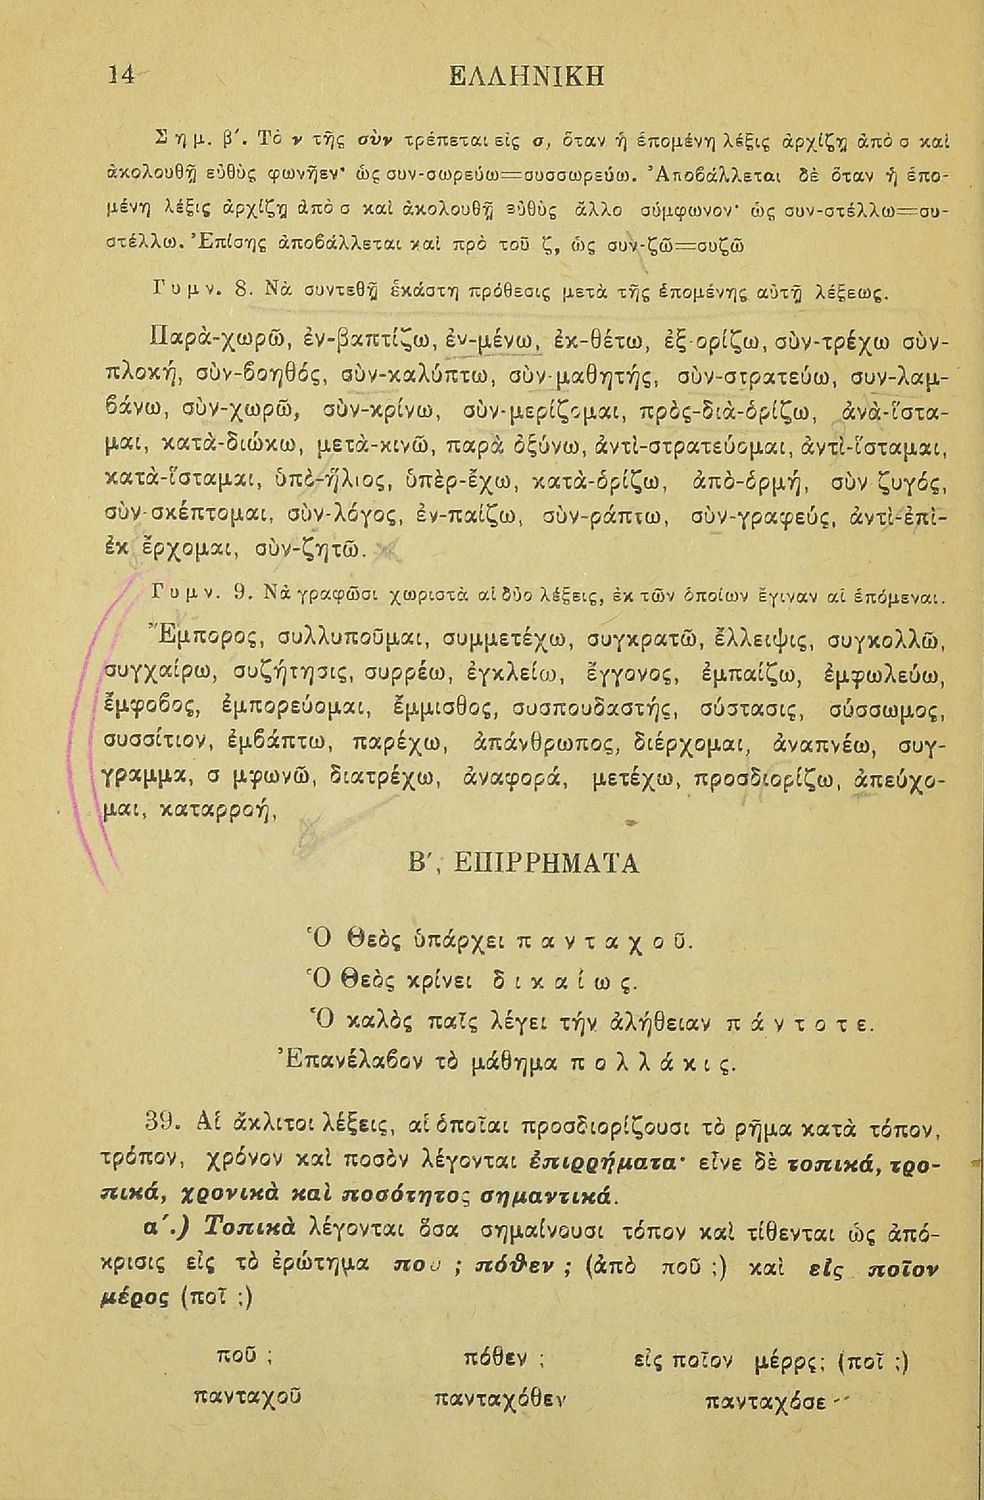 14 ΕΛΛΗΝΙΚΗ
Σημ. β΄. Τὸ ν τῆς σὺν τρέπεται εἰς σ, ὅταν ἡ ἑπομένη λέξις ἀρχίζῃ ἀπὸ σ καὶ
ἀκολουθῇ εὐθὺς φωνῆεν· ὡς συν-σωρεύω=συσσωρεύω. Ἀποβάλλεται δὲ ὅταν ἡ ἑπο-
μένη λέξις ἀρχίζῃ ἀπὸ σ καὶ ἀκολουθῇ εὐθὺς ἄλλο σύμφωνον· ὡς συν-στέλλω=συ-
στέλλω. Ἐπίσης ἀποβάλλεται καὶ πρὸ τοῦ ζ, ὡς συν-ζῶ=συζῶ
Γυμν. 8. Νὰ συντεθῇ ἑκάστη πρόθεσις μετὰ τῆς ἑπομένης αὐτῇ λέξεως.
Παρὰ-χωρῶ, ἐν-βαπτίζω, ἐν-μένω, ἐκ-θέτω, ἐξ-ορίζω, σὺν-τρέχω σὺν-
πλοκή, σὺν-βοηθός, σὺν-καλύπτω, σὺν-μαθητής, σὺν-στρατεύω, συν-λαμ-
βάνω, σὺν-χωρῶ, σὺν-κρίνω, σὺν-μερίζομαι, πρὸς-διὰ-ὁρίζω, ἀνὰ-ἵστα-
μαι, κατὰ-διώκω, μετὰ-κινῶ, παρὰ ὀξύνω, ἀντὶ-στρατεύομαι, ἀντὶ-ἵσταμαι,
κατὰ-ἵσταμαι, ὑπὸ-ἥλιος, ὑπὲρ-ἔχω, κατὰ-ὁρίζω, ἀπὸ-ὁρμή, σὺν ζυγός,
σὺν-σκέπτομαι, σὺν-λόγος, ἐν-παίζω, σὺν-ράπτω, σὺν-γραφεύς, ἀντὶ-ἐπὶ-
ἐκ ἔρχομαι, σὺν-ζητῶ.
Γυμν. 9. Νὰ γραφῶσι χωριστὰ αἱ δύο λέξεις, ἐκ τῶν ὁποίων ἔγιναν αἱ ἑπόμεναι.
Ἔμπορος, συλλυποῦμαι, συμμετέχω, συγκρατῶ, ἔλλειψις, συγκολλῶ,
συγχαίρω, συζήτησις, συρρέω, ἐγκλείω, ἔγγονος, ἐμπαίζω, ἐμφωλεύω,
ἔμφοβος, ἐμπορεύομαι, ἔμμισθος, συσπουδαστής, σύστασις, σύσσωμος,
συσσίτιον, ἐμβάπτω, παρέχω, ἀπάνθρωπος, διέρχομαι, ἀναπνέω, συγ-
γραμμα, σ μφωνῶ, διατρέχω, ἀναφορά, μετέχω, προσδιορίζω, ἀπεύχο-
μαι, καταρροή,
Β΄, ΕΠΙΡΡΗΜΑΤΑ
Ὁ Θεὸς ὑπάρχει πανταχοῦ.
Ὁ Θεὸς κρίνει δικαίως.
Ὁ καλὸς παῖς λέγει τήν ἀλήθειαν πάντοτε.
Ἐπανέλαβον τὸ μάθημα πολλάκις.
39. Αἱ ἄκλιτοι λέξεις, αἱ ὁποῖαι προσδιορίζουσι τὸ ρῆμα κατὰ τόπον,
τρόπον, χρόνον καὶ ποσὸν λέγονται ἐπιρρήματα· εἶνε δὲ τοπικά, τρο-
πικά, χρονικὰ καὶ ποσότητος σημαντικά.
α΄.) Τοπικὰ λέγονται ὅσα σημαίνουσι τόπον καὶ τίθενται ὡς ἀπό-
κρισις εἰς τὸ ἐρώτημα που ; πόθεν ; (ἀπὸ ποῦ ;) καὶ εἰς ποῖον
μέρος (ποῖ ;)
ποῦ ; πόθεν ; εἰς ποῖον μέρρς; (ποῖ ;)
πανταχοῦ πανταχόθεν πανταχόσε